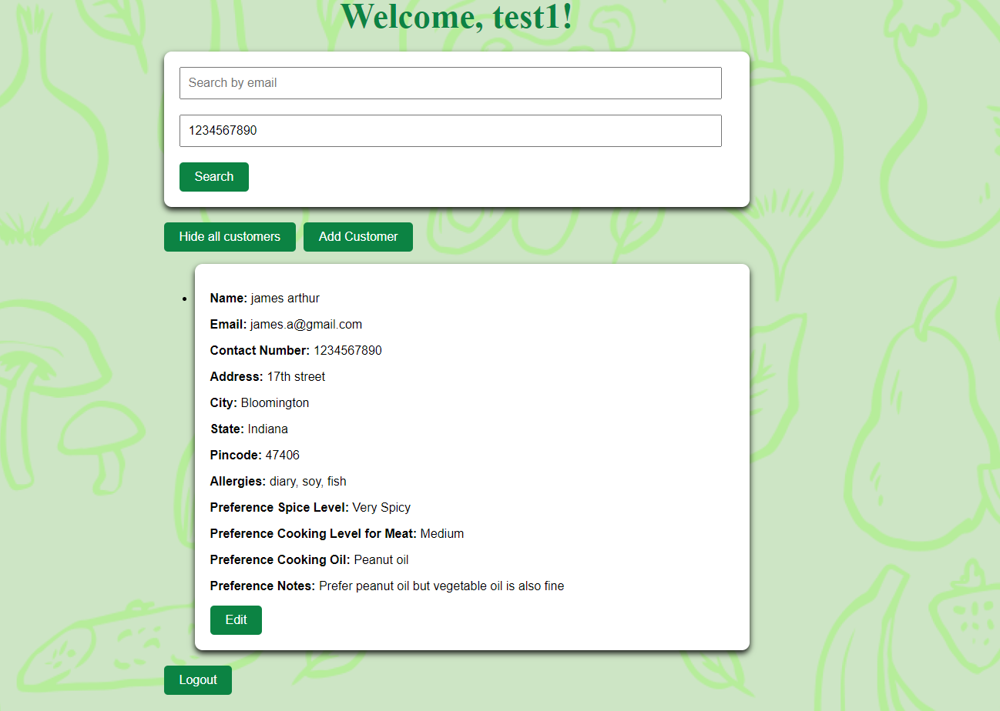 Welcome, test1!
Search by email
1234567890
Search
Hide all customers Add Customer
Name: james arthur
Email: james.a@gmail.com
Contact Number: 1234567890
Address: 17th street
City: Bloomington
State: Indiana
Pincode: 47406
Allergies: diary, soy, fish
Preference Spice Level: Very Spicy
Preference Cooking Level for Meat: Medium
Preference Cooking Oil: Peanut oil
Preference Notes: Prefer peanut oil but vegetable oil is also fine
Edit
Logout